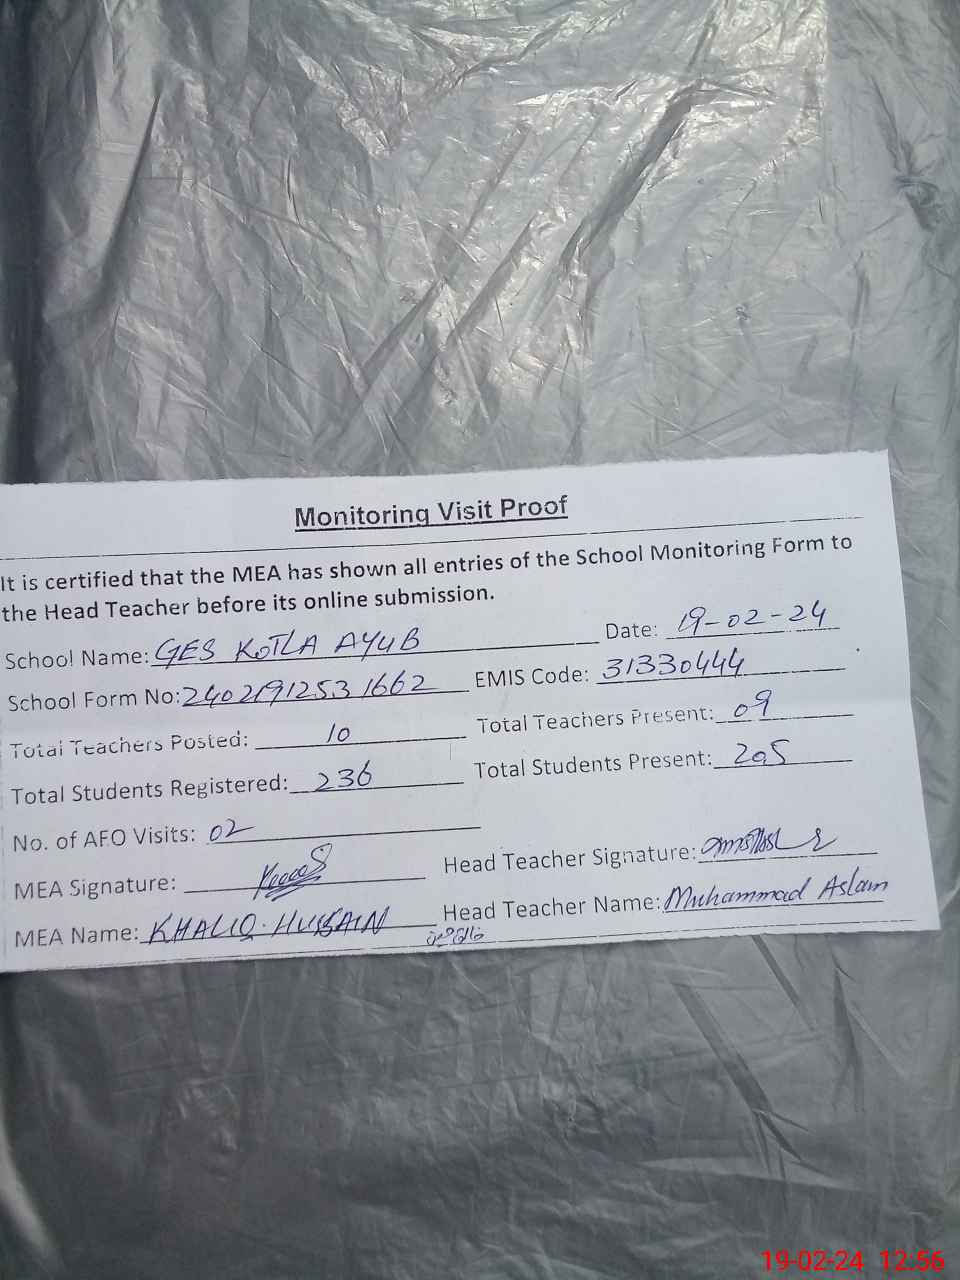 Monitoring Visit Proof
It is certified that the MEA has shown all entries of the School Monitoring Form to
the Head Teacher before its online submission.
School Name: GES KOTLA AYUB Date: 19-02-24
School Form No: 24021912531662 EMIS Code: 31330444
Total Teachers Posted: 10 Total Teachers Present: 09
Total Students Registered: 236 Total Students Present: 205
No. of AFO Visits: 02
MEA Signature: Head Teacher Signature:
MEA Name: KHALIQ. HUSSAIN Head Teacher Name: Muhammad Aslam
19-02-24 12:56